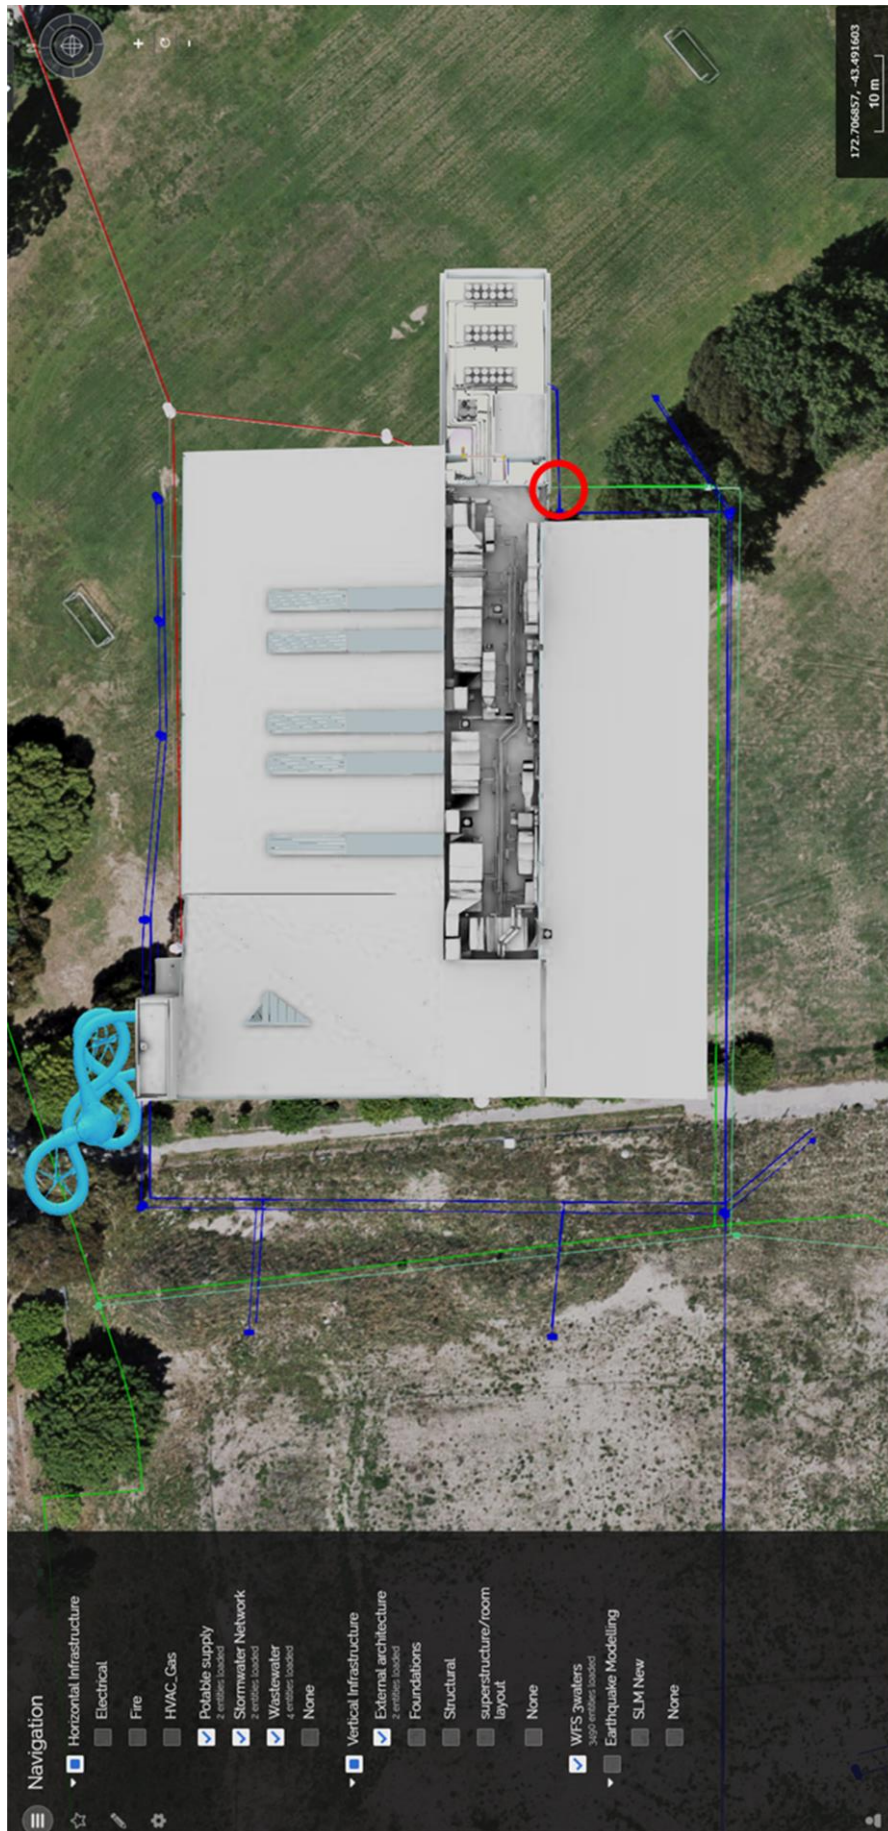 Navigation
Horizontal Infrastructure
Electrical
Fire
HVAC_Gas
Potable supply
2 entities loaded
Stormwater Network
2 entities loaded
Wastewater
4 entities loaded
None
Vertical Infrastructure
External architecture
2 entities loaded
Foundations
Structural
superstructure/room
layout
None
WFS 3waters
3490 entities loaded
Earthquake Modelling
SLM New
None
N
172.706857, -43.491603
10 m